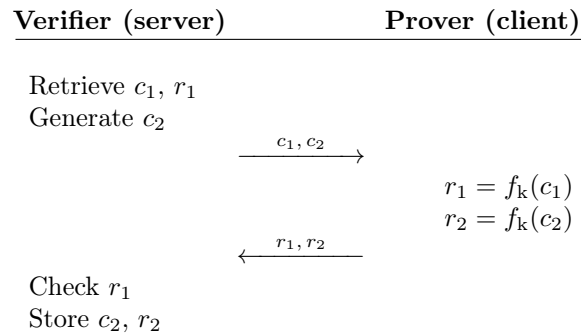 Verifier (server) Prover (client)
Retrieve c₁, r₁
Generate c₂
c₁, c₂
r₁ = fₖ(c₁)
r₂ = fₖ(c₂)
r₁, r₂
Check r₁
Store c₂, r₂